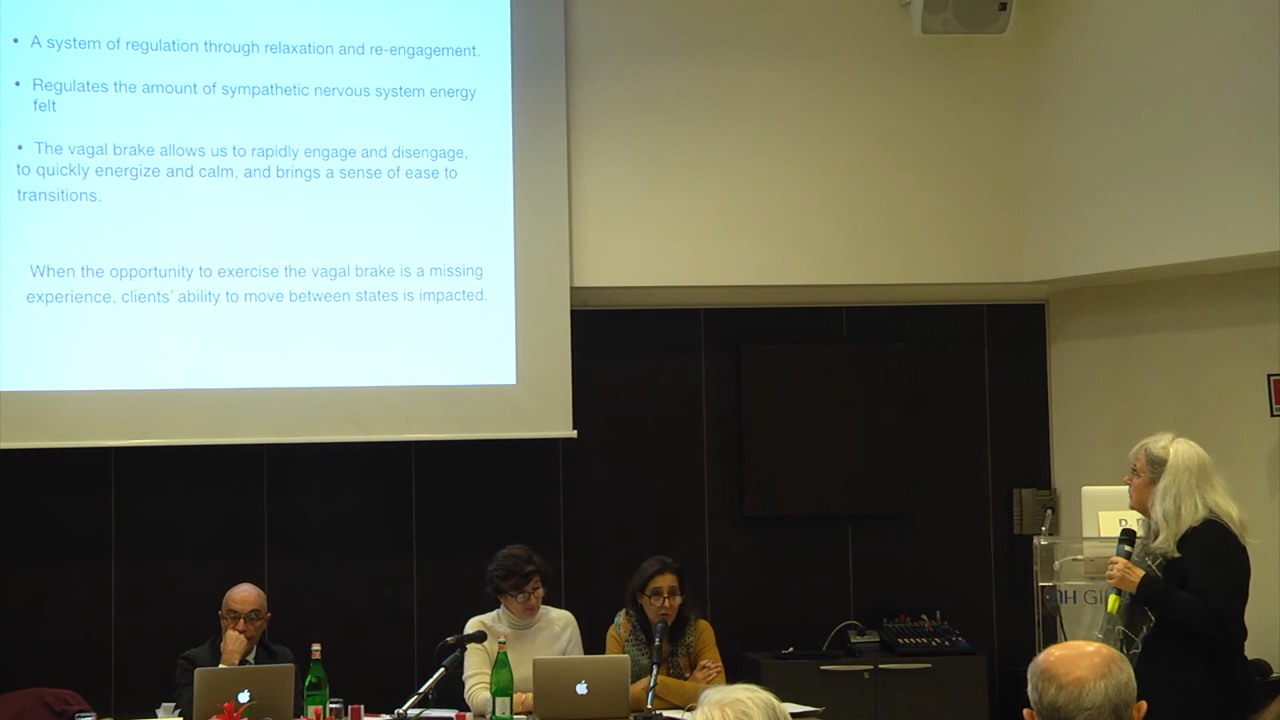 • A system of regulation through relaxation and re-engagement.
• Regulates the amount of sympathetic nervous system energy
felt
• The vagal brake allows us to rapidly engage and disengage,
to quickly energize and calm, and brings a sense of ease to
transitions.
When the opportunity to exercise the vagal brake is a missing
experience, clients' ability to move between states is impacted.
D.
NH GI